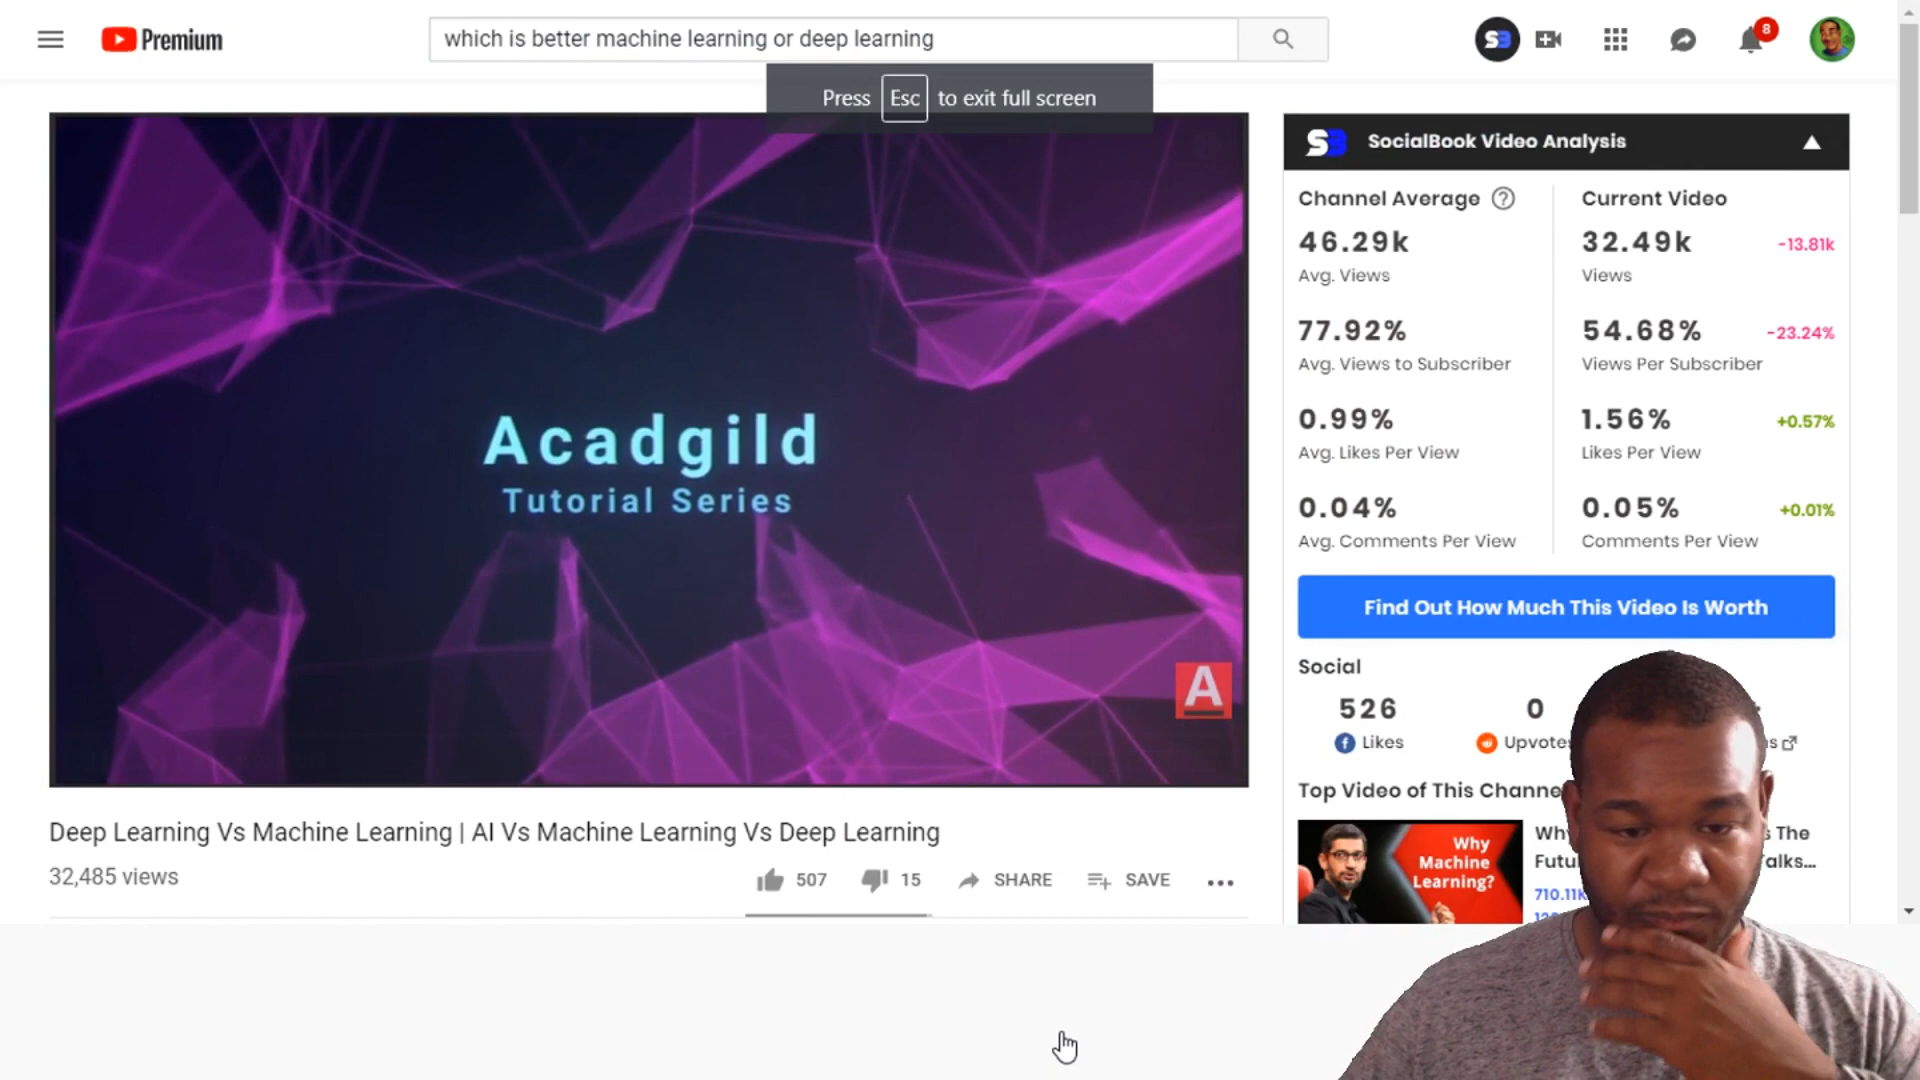 Premium
which is better machine learning or deep learning
8
Press Esc to exit full screen
Acadgild
Tutorial Series
A
Deep Learning Vs Machine Learning | AI Vs Machine Learning Vs Deep Learning
32,485 views
507
15
SHARE
SAVE
SocialBook Video Analysis
Channel Average ?
Current Video
46.29k
32.49k
-13.81k
Avg. Views
Views
77.92%
54.68%
-23.24%
Avg. Views to Subscriber
Views Per Subscriber
0.99%
1.56%
+0.57%
Avg. Likes Per View
Likes Per View
0.04%
0.05%
+0.01%
Avg. Comments Per View
Comments Per View
Find Out How Much This Video Is Worth
Social
526
0
Likes
Upvote
Top Video of This Channe
Why
Machine
Learning?
The
710.11k